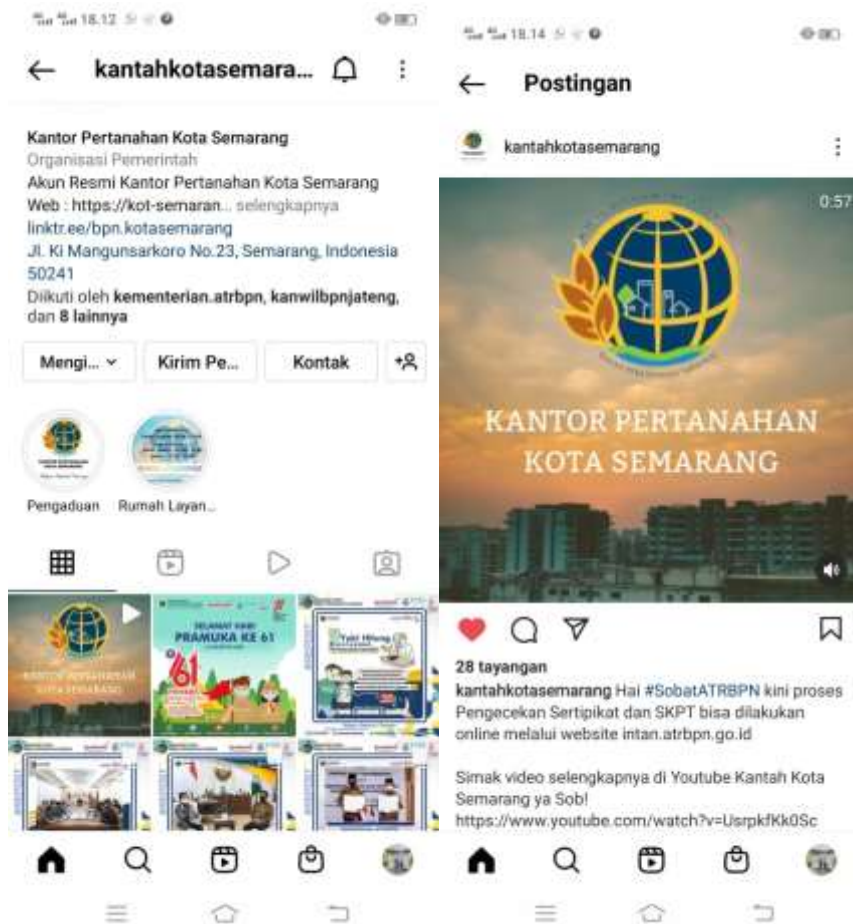 18.12
kantahkotasemara...
Kantor Pertanahan Kota Semarang
Organisasi Pemerintah
Akun Resmi Kantor Pertanahan Kota Semarang
Web : https://kot-semaran... selengkapnya
linktr.ee/bpn.kotasemarang
Jl. Ki Mangunsarkoro No.23, Semarang, Indonesia
50241
Diikuti oleh kementerian.atrbpn, kanwilbpnjateng,
dan 8 lainnya
Mengi...
Kirim Pe...
Kontak
Pengaduan
Rumah Layan...
KANTOR PERTANAHAN
KOTA SEMARANG
SELAMAT HARI
PRAMUKA KE 61
61
18.14
Postingan
kantahkotasemarang
0:57
KANTOR PERTANAHAN
KOTA SEMARANG
28 tayangan
kantahkotasemarang Hai #SobatATRBPN kini proses
Pengecekan Sertipikat dan SKPT bisa dilakukan
online melalui website intan.atrbpn.go.id
Simak video selengkapnya di Youtube Kantah Kota
Semarang ya Sob!
https://www.youtube.com/watch?v=UsrpkfKk0Sc